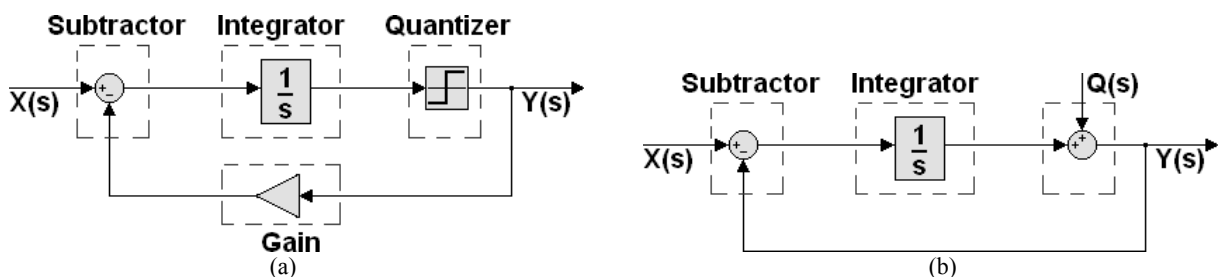 Subtractor Integrator Quantizer
+ -
1
s
X(s)
Y(s)
Gain
(a)
Subtractor Integrator
Q(s)
+ -
1
s
+ +
X(s)
Y(s)
(b)